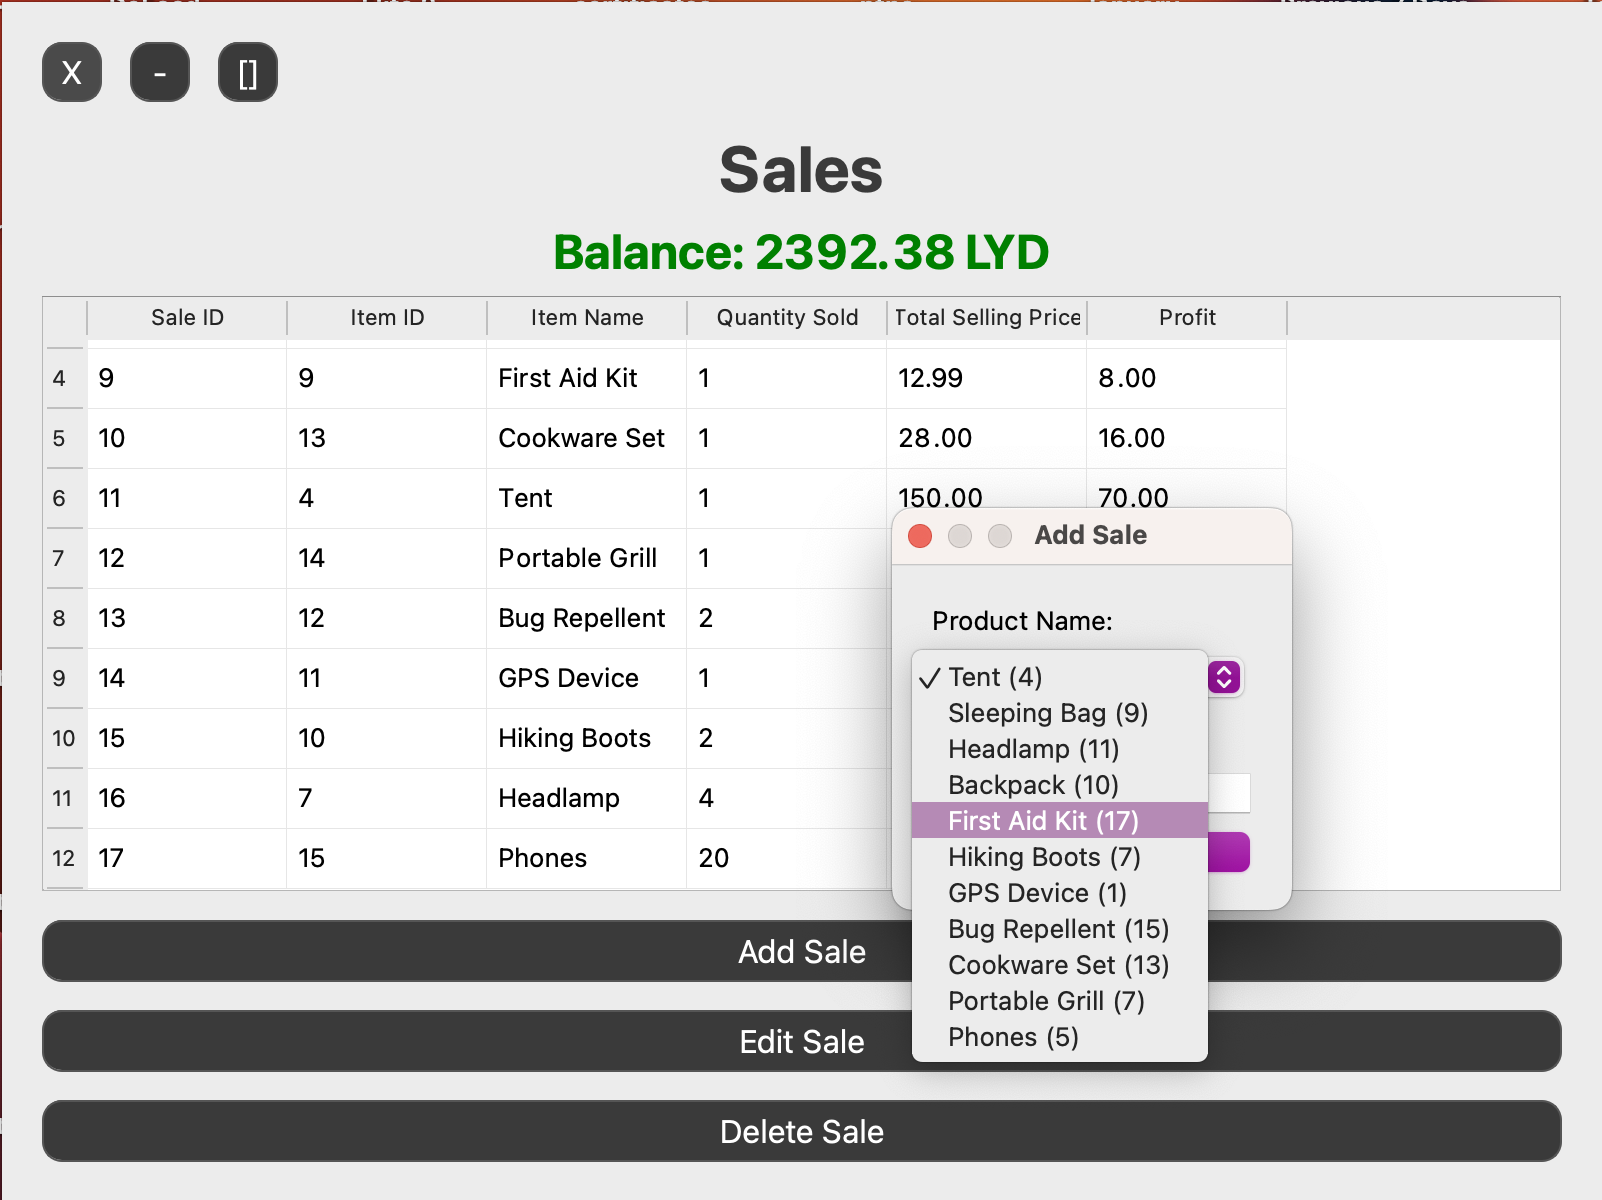 X - []
Sales
Balance: 2392.38 LYD
Sale ID Item ID Item Name Quantity Sold Total Selling Price Profit
4 9 9 First Aid Kit 1 12.99 8.00
5 10 13 Cookware Set 1 28.00 16.00
6 11 4 Tent 1 150.00 70.00
7 12 14 Portable Grill 1
8 13 12 Bug Repellent 2
9 14 11 GPS Device 1
10 15 10 Hiking Boots 2
11 16 7 Headlamp 4
12 17 15 Phones 20
Add Sale
Product Name:
✓ Tent (4)
Sleeping Bag (9)
Headlamp (11)
Backpack (10)
First Aid Kit (17)
Hiking Boots (7)
GPS Device (1)
Bug Repellent (15)
Cookware Set (13)
Portable Grill (7)
Phones (5)
Add Sale
Edit Sale
Delete Sale